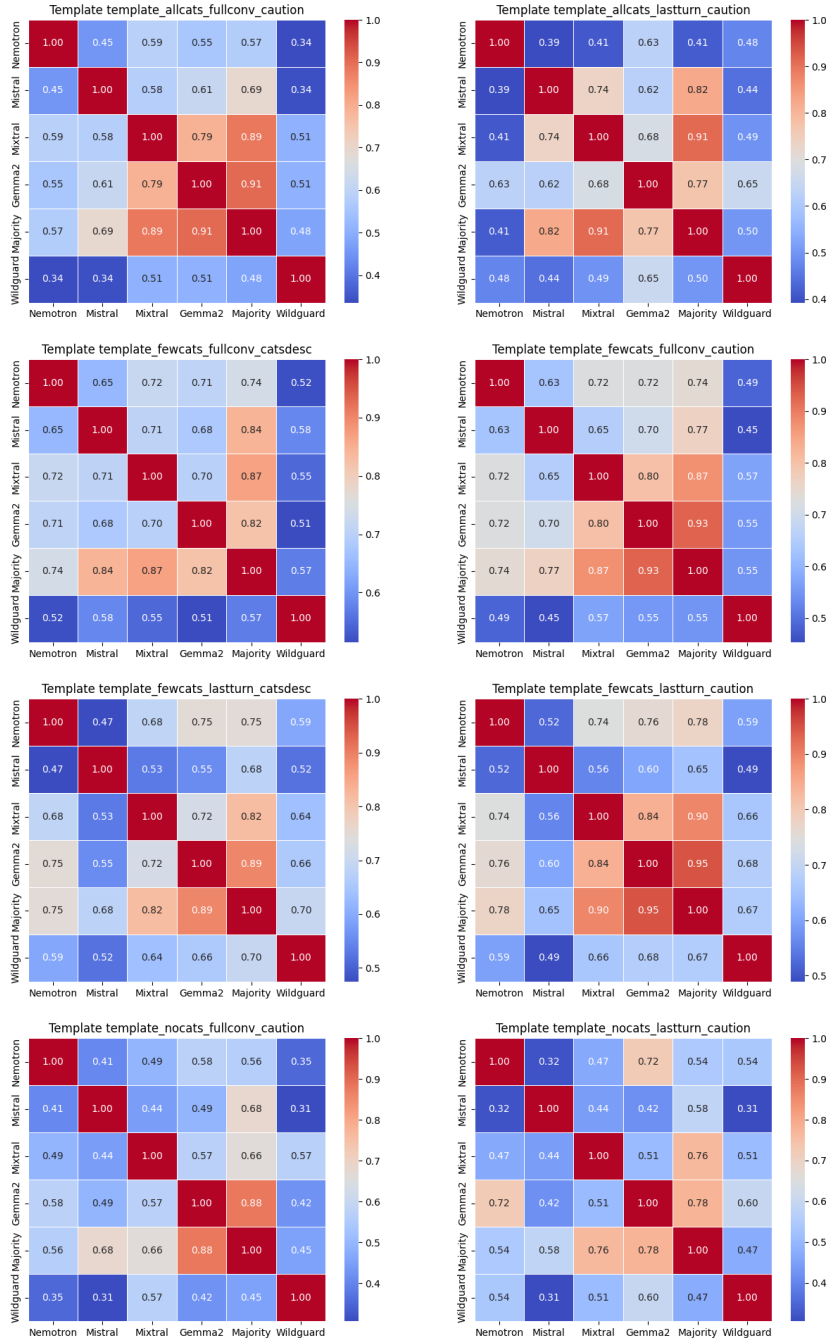 Template template_allcats_fullconv_caution
Nemotron 1.00 0.45 0.59 0.55 0.57 0.34
Mistral 0.45 1.00 0.58 0.61 0.69 0.34
Mixtral 0.59 0.58 1.00 0.79 0.89 0.51
Gemma2 0.55 0.61 0.79 1.00 0.91 0.51
Majority 0.57 0.69 0.89 0.91 1.00 0.48
Wildguard 0.34 0.34 0.51 0.51 0.48 1.00
Nemotron Mistral Mixtral Gemma2 Majority Wildguard
1.0
0.9
0.8
0.7
0.6
0.5
0.4
Template template_allcats_lastturn_caution
Nemotron 1.00 0.39 0.41 0.63 0.41 0.48
Mistral 0.39 1.00 0.74 0.62 0.82 0.44
Mixtral 0.41 0.74 1.00 0.68 0.91 0.49
Gemma2 0.63 0.62 0.68 1.00 0.77 0.65
Majority 0.41 0.82 0.91 0.77 1.00 0.50
Wildguard 0.48 0.44 0.49 0.65 0.50 1.00
Nemotron Mistral Mixtral Gemma2 Majority Wildguard
1.0
0.9
0.8
0.7
0.6
0.5
0.4
Template template_fewcats_fullconv_catsdesc
Nemotron 1.00 0.65 0.72 0.71 0.74 0.52
Mistral 0.65 1.00 0.71 0.68 0.84 0.58
Mixtral 0.72 0.71 1.00 0.70 0.87 0.55
Gemma2 0.71 0.68 0.70 1.00 0.82 0.51
Majority 0.74 0.84 0.87 0.82 1.00 0.57
Wildguard 0.52 0.58 0.55 0.51 0.57 1.00
Nemotron Mistral Mixtral Gemma2 Majority Wildguard
1.0
0.9
0.8
0.7
0.6
Template template_fewcats_fullconv_caution
Nemotron 1.00 0.63 0.72 0.72 0.74 0.49
Mistral 0.63 1.00 0.65 0.70 0.77 0.45
Mixtral 0.72 0.65 1.00 0.80 0.87 0.57
Gemma2 0.72 0.70 0.80 1.00 0.93 0.55
Majority 0.74 0.77 0.87 0.93 1.00 0.55
Wildguard 0.49 0.45 0.57 0.55 0.55 1.00
Nemotron Mistral Mixtral Gemma2 Majority Wildguard
1.0
0.9
0.8
0.7
0.6
0.5
Template template_fewcats_lastturn_catsdesc
Nemotron 1.00 0.47 0.68 0.75 0.75 0.59
Mistral 0.47 1.00 0.53 0.55 0.68 0.52
Mixtral 0.68 0.53 1.00 0.72 0.82 0.64
Gemma2 0.75 0.55 0.72 1.00 0.89 0.66
Majority 0.75 0.68 0.82 0.89 1.00 0.70
Wildguard 0.59 0.52 0.64 0.66 0.70 1.00
Nemotron Mistral Mixtral Gemma2 Majority Wildguard
1.0
0.9
0.8
0.7
0.6
0.5
Template template_fewcats_lastturn_caution
Nemotron 1.00 0.52 0.74 0.76 0.78 0.59
Mistral 0.52 1.00 0.56 0.60 0.65 0.49
Mixtral 0.74 0.56 1.00 0.84 0.90 0.66
Gemma2 0.76 0.60 0.84 1.00 0.95 0.68
Majority 0.78 0.65 0.90 0.95 1.00 0.67
Wildguard 0.59 0.49 0.66 0.68 0.67 1.00
Nemotron Mistral Mixtral Gemma2 Majority Wildguard
1.0
0.9
0.8
0.7
0.6
0.5
Template template_nocats_fullconv_caution
Nemotron 1.00 0.41 0.49 0.58 0.56 0.35
Mistral 0.41 1.00 0.44 0.49 0.68 0.31
Mixtral 0.49 0.44 1.00 0.57 0.66 0.57
Gemma2 0.58 0.49 0.57 1.00 0.88 0.42
Majority 0.56 0.68 0.66 0.88 1.00 0.45
Wildguard 0.35 0.31 0.57 0.42 0.45 1.00
Nemotron Mistral Mixtral Gemma2 Majority Wildguard
1.0
0.9
0.8
0.7
0.6
0.5
0.4
Template template_nocats_lastturn_caution
Nemotron 1.00 0.32 0.47 0.72 0.54 0.54
Mistral 0.32 1.00 0.44 0.42 0.58 0.31
Mixtral 0.47 0.44 1.00 0.51 0.76 0.51
Gemma2 0.72 0.42 0.51 1.00 0.78 0.60
Majority 0.54 0.58 0.76 0.78 1.00 0.47
Wildguard 0.54 0.31 0.51 0.60 0.47 1.00
Nemotron Mistral Mixtral Gemma2 Majority Wildguard
1.0
0.9
0.8
0.7
0.6
0.5
0.4